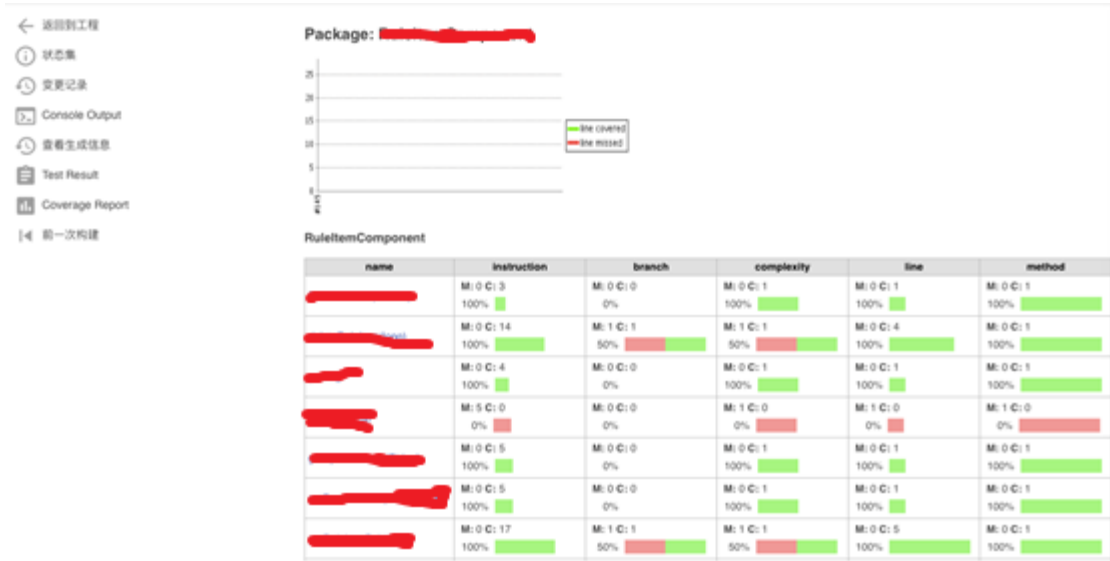 返回到工程
状态集
变更记录
Console Output
查看生成信息
Test Result
Coverage Report
前一次构建
Package:
25
20
15
10
5
0
line covered
line missed
RuleItemComponent
name instruction branch complexity line method
M: 0 C: 3 M: 0 C: 0 M: 0 C: 1 M: 0 C: 1 M: 0 C: 1
100% 0% 100% 100% 100%
M: 0 C: 14 M: 1 C: 1 M: 1 C: 1 M: 0 C: 4 M: 0 C: 1
100% 50% 50% 100% 100%
M: 0 C: 4 M: 0 C: 0 M: 0 C: 1 M: 0 C: 1 M: 0 C: 1
100% 0% 100% 100% 100%
M: 5 C: 0 M: 0 C: 0 M: 1 C: 0 M: 1 C: 0 M: 1 C: 0
0% 0% 0% 0% 0%
M: 0 C: 5 M: 0 C: 0 M: 0 C: 1 M: 0 C: 1 M: 0 C: 1
100% 0% 100% 100% 100%
M: 0 C: 5 M: 0 C: 0 M: 0 C: 1 M: 0 C: 1 M: 0 C: 1
100% 0% 100% 100% 100%
M: 0 C: 17 M: 1 C: 1 M: 1 C: 1 M: 0 C: 5 M: 0 C: 1
100% 50% 50% 100% 100%